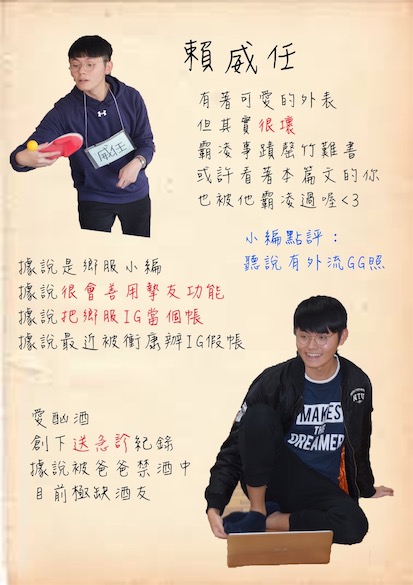 賴威任
有著可愛的外表
但其實很壞
霸凌事蹟罄竹難書
或許看著本篇文的你
也被他霸凌過喔<3
威任
小編點評：
聽說有外流GG照
據說是鄉服小編
據說很會善用摯友功能
據說把鄉服IG當個帳
據說最近被衝康辦IG假帳
MAKES
THE
DREAMER
愛酗酒
創下送急診紀錄
據說被爸爸禁酒中
目前極缺酒友